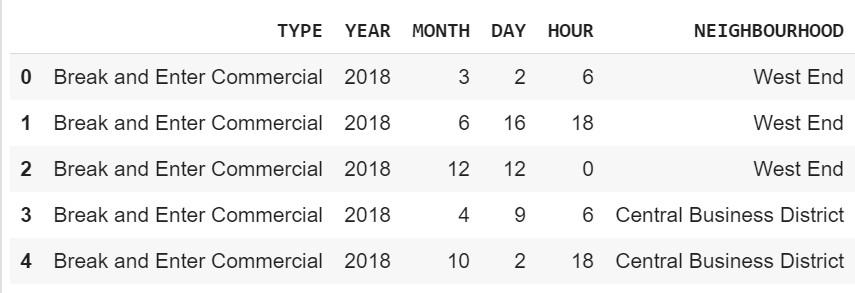 TYPE YEAR MONTH DAY HOUR NEIGHBOURHOOD
0 Break and Enter Commercial 2018 3 2 6 West End
1 Break and Enter Commercial 2018 6 16 18 West End
2 Break and Enter Commercial 2018 12 12 0 West End
3 Break and Enter Commercial 2018 4 9 6 Central Business District
4 Break and Enter Commercial 2018 10 2 18 Central Business District